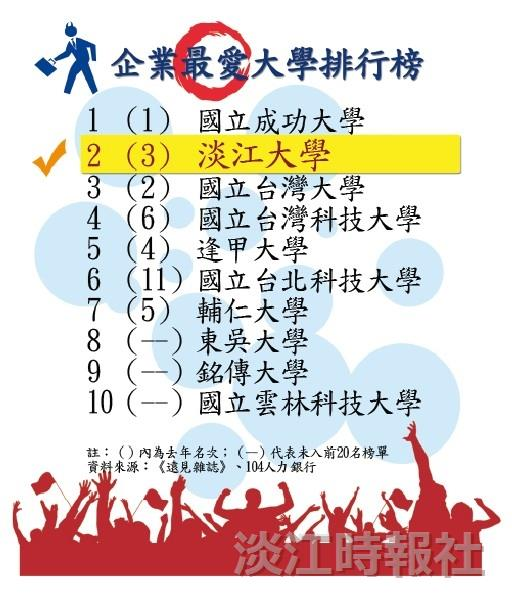 企業最愛大學排行榜
1 （1） 國立成功大學
2 （3） 淡江大學
3 （2） 國立台灣大學
4 （6） 國立台灣科技大學
5 （4） 逢甲大學
6 （11） 國立台北科技大學
7 （5） 輔仁大學
8 （—） 東吳大學
9 （—） 銘傳大學
10 （—） 國立雲林科技大學
註：（ ）內為去年名次；（—）代表未入前20名榜單
資料來源：《遠見雜誌》、104人力銀行
淡江時報社